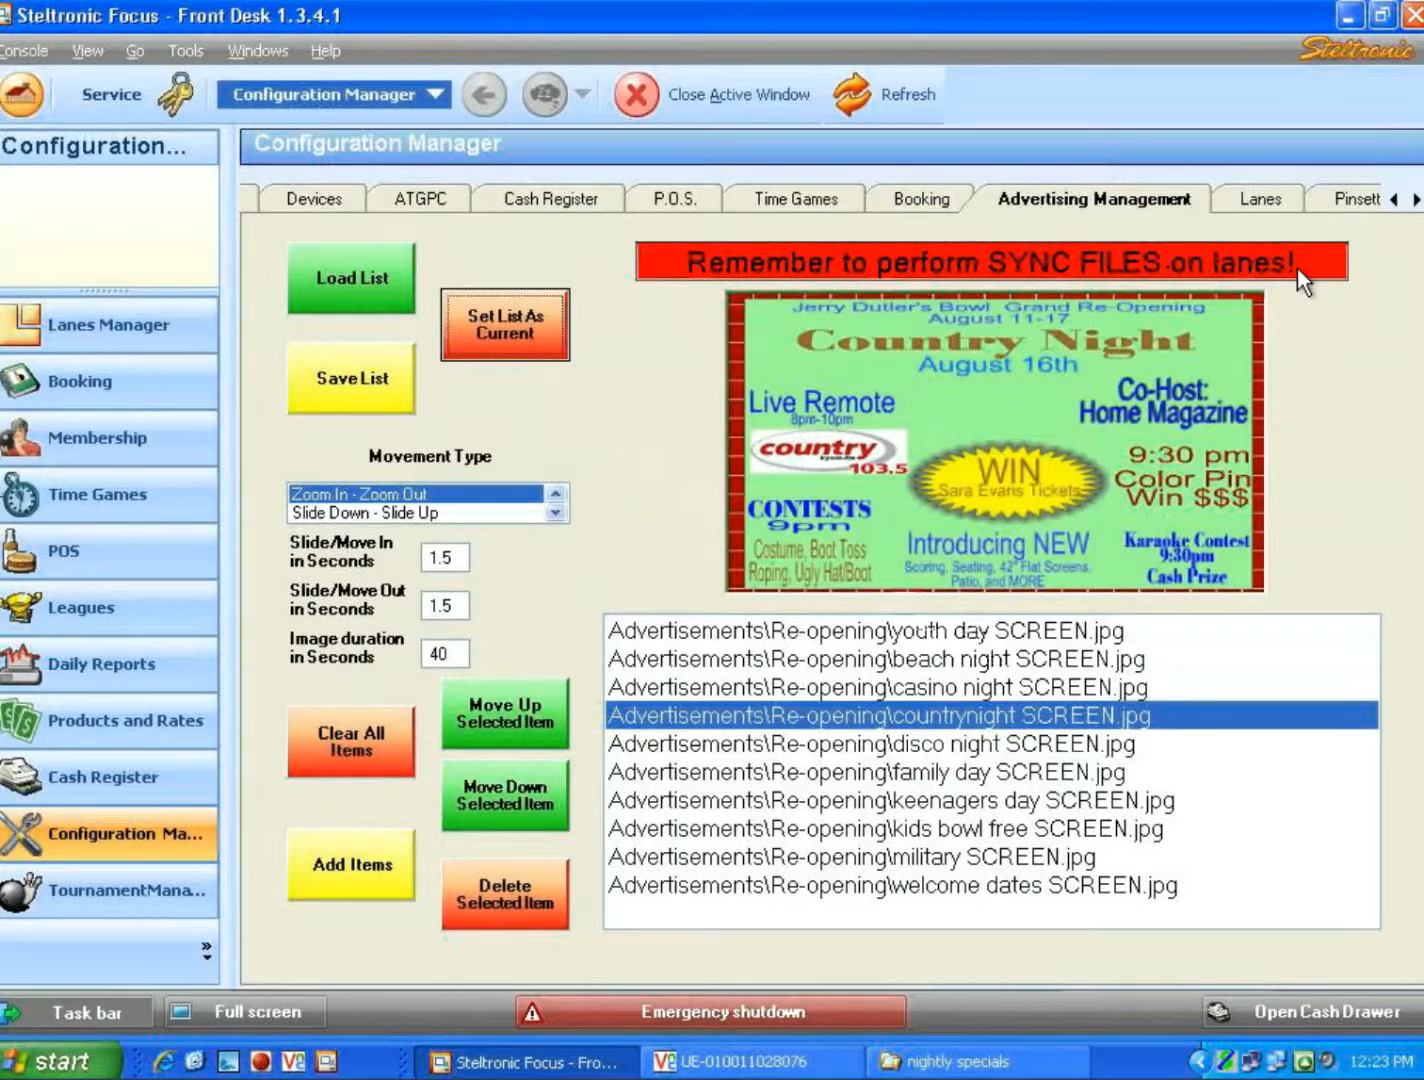 Steltronic Focus - Front Desk 1.3.4.1
Console View Go Tools Windows Help
Steltronic
Service
Configuration Manager
Close Active Window
Refresh
Configuration...
Configuration Manager
Devices
ATGPC
Cash Register
P.O.S.
Time Games
Booking
Advertising Management
Lanes
Pinsett
Load List
Set List As
Current
Save List
Remember to perform SYNC FILES on lanes!
Jerry Dutler's Bowl Grand Re-Opening
August 11-17
Country Night
August 16th
Live Remote
8pm-10pm
Co-Host:
Home Magazine
country
103.5
WIN
Sara Evans Tickets
9:30 pm
Color Pin
Win $$$
CONTESTS
9pm
Costume, Boot Toss
Roping, Ugly Hat/Boot
Introducing NEW
Scoring, Seating, 42" Flat Screens,
Patio, and MORE
Karaoke Contest
9:30pm
Cash Prize
Movement Type
Zoom In - Zoom Out
Slide Down - Slide Up
Slide/Move In
in Seconds
1.5
Slide/Move Out
in Seconds
1.5
Image duration
in Seconds
40
Clear All
Items
Move Up
Selected Item
Move Down
Selected Item
Add Items
Delete
Selected Item
Advertisements\Re-opening\youth day SCREEN.jpg
Advertisements\Re-opening\beach night SCREEN.jpg
Advertisements\Re-opening\casino night SCREEN.jpg
Advertisements\Re-opening\countrynight SCREEN.jpg
Advertisements\Re-opening\disco night SCREEN.jpg
Advertisements\Re-opening\family day SCREEN.jpg
Advertisements\Re-opening\keenagers day SCREEN.jpg
Advertisements\Re-opening\kids bowl free SCREEN.jpg
Advertisements\Re-opening\military SCREEN.jpg
Advertisements\Re-opening\welcome dates SCREEN.jpg
Lanes Manager
Booking
Membership
Time Games
POS
Leagues
Daily Reports
Products and Rates
Cash Register
Configuration Ma...
TournamentMana...
Task bar
Full screen
Emergency shutdown
Open Cash Drawer
start
Steltronic Focus - Fro...
UE-010011028076
nightly specials
12:23 PM